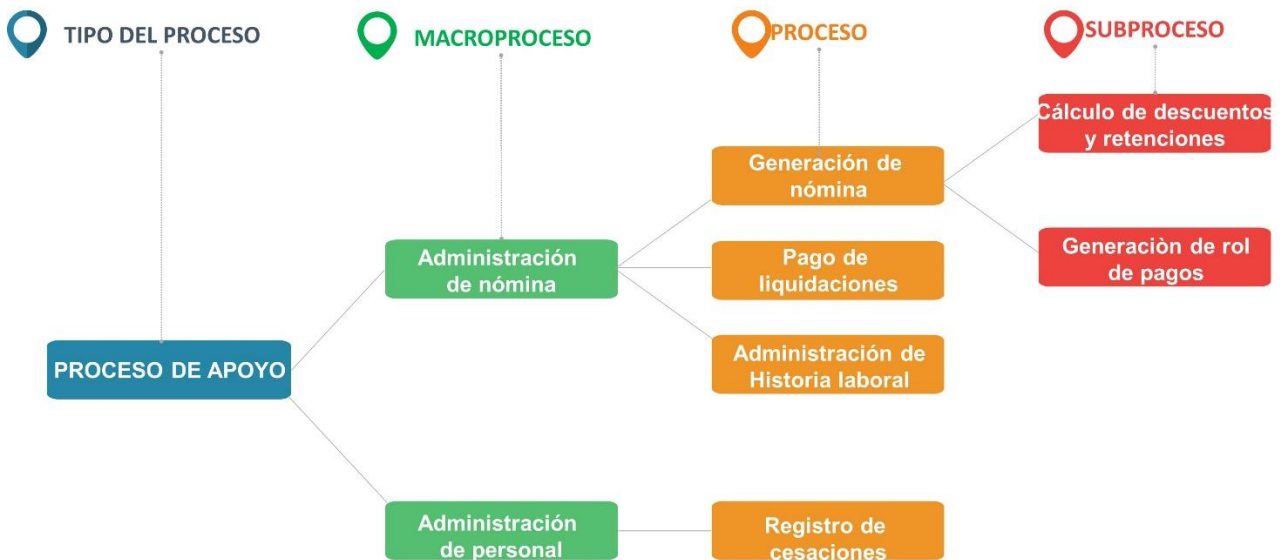 TIPO DEL PROCESO
MACROPROCESO
PROCESO
SUBPROCESO
Cálculo de descuentos
y retenciones
Generación de
nómina
Administración
de nómina
Pago de
liquidaciones
Generaciòn de rol
de pagos
PROCESO DE APOYO
Administración de
Historia laboral
Administración
de personal
Registro de
cesaciones